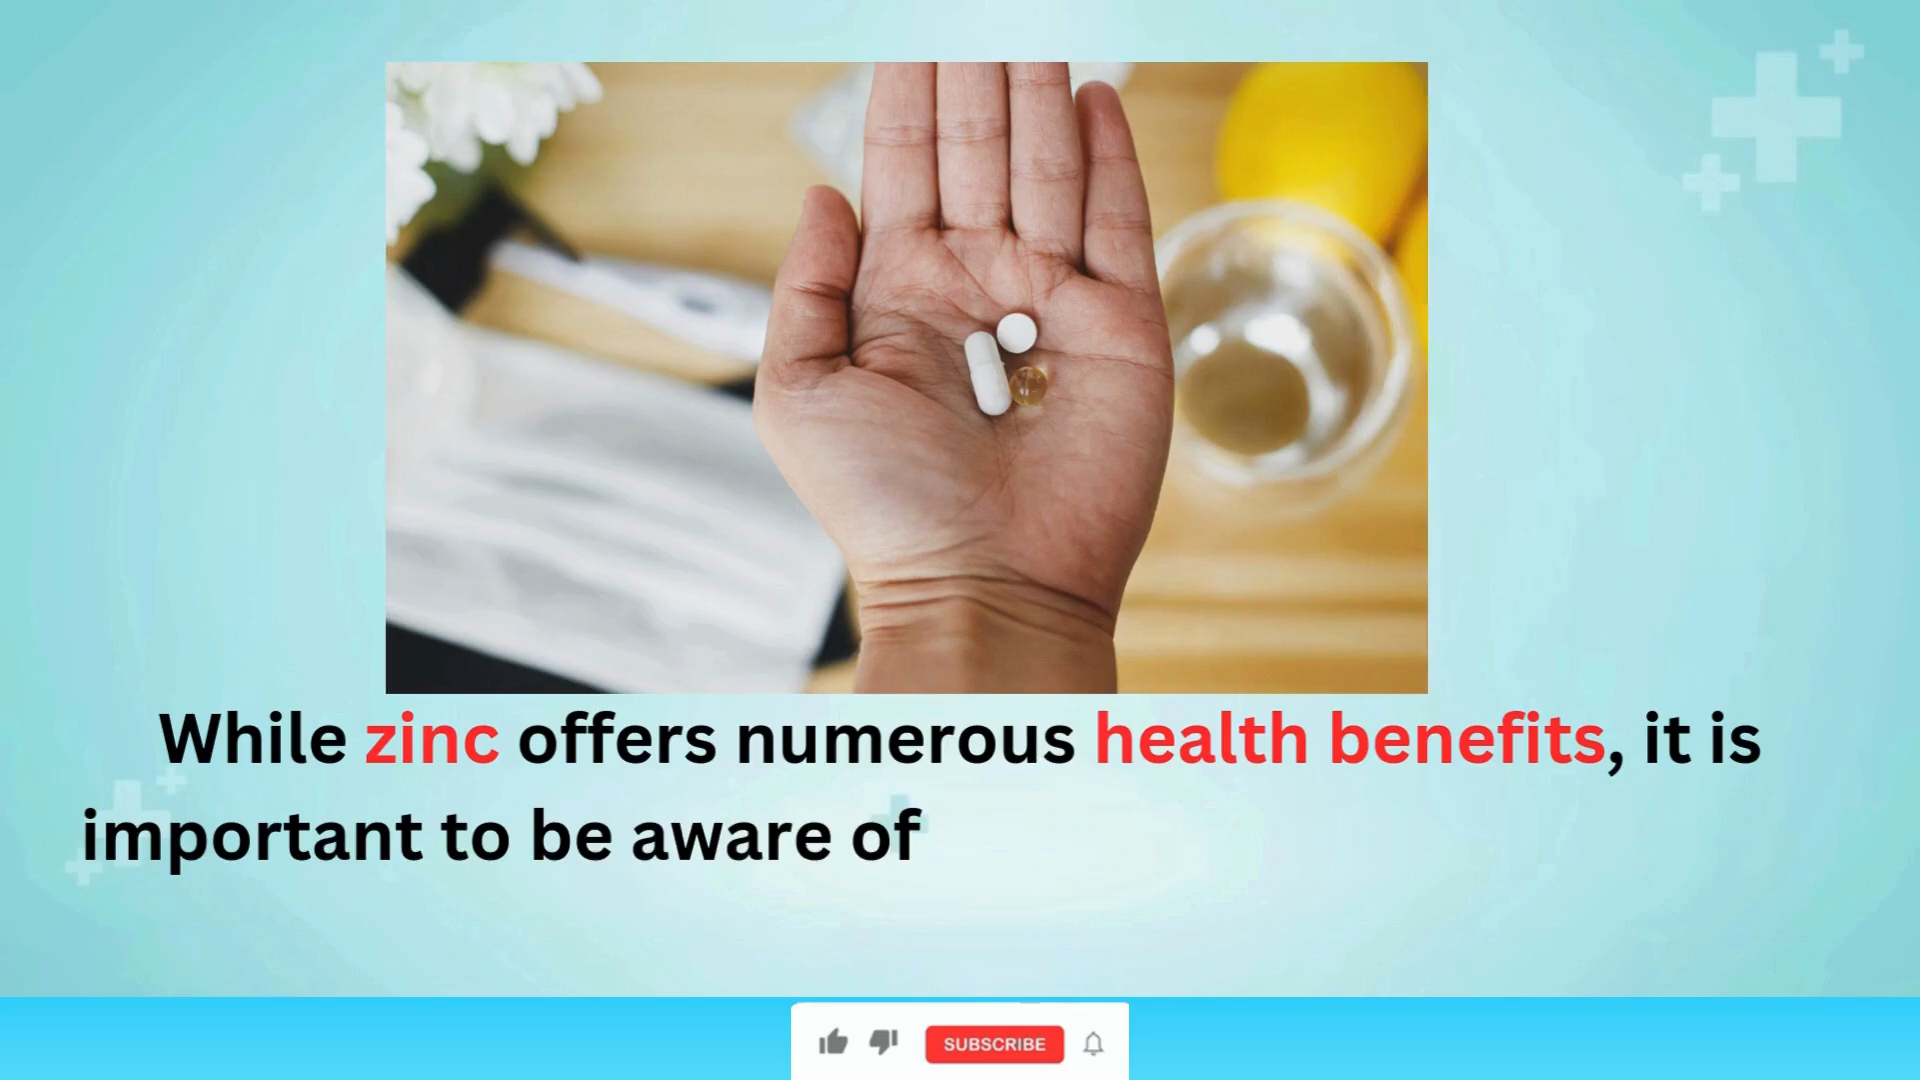 While zinc offers numerous health benefits, it is
important to be aware of
SUBSCRIBE